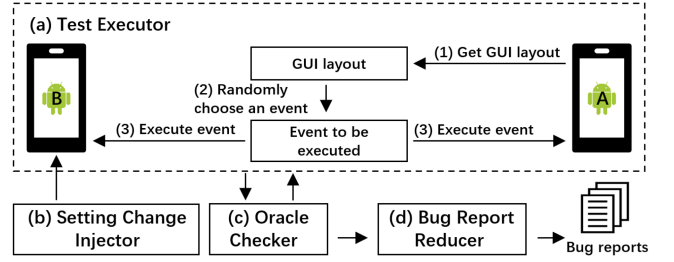 (a) Test Executor
(1) Get GUI layout
GUI layout
B
A
(2) Randomly
choose an event
(3) Execute event
Event to be
executed
(3) Execute event
(b) Setting Change
Injector
(c) Oracle
Checker
(d) Bug Report
Reducer
Bug reports